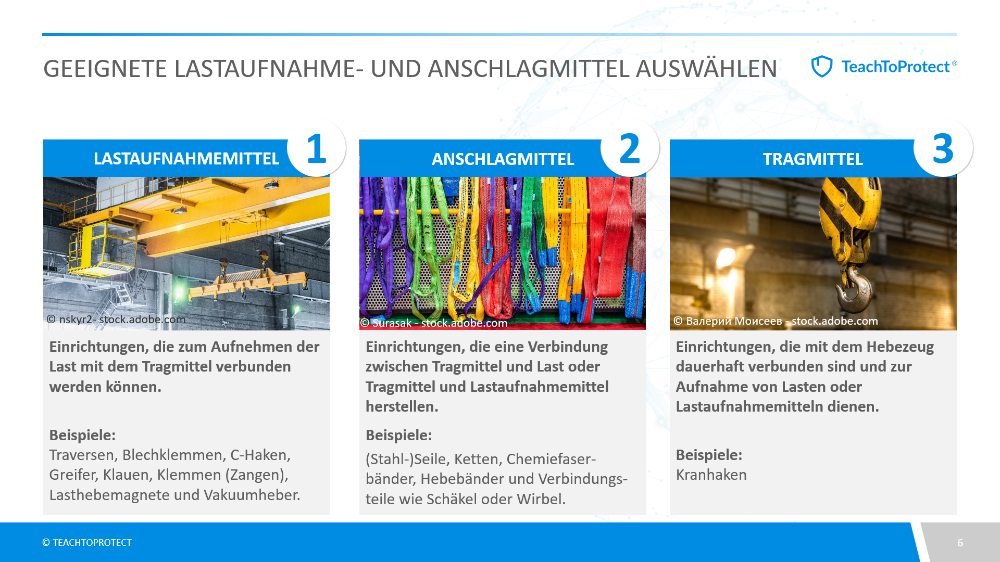 GEEIGNETE LASTAUFNAHME- UND ANSCHLAGMITTEL AUSWÄHLEN
TeachToProtect®
LASTAUFNAHMEMITTEL
1
© nskyr2- stock.adobe.com
Einrichtungen, die zum Aufnehmen der
Last mit dem Tragmittel verbunden
werden können.
Beispiele:
Traversen, Blechklemmen, C-Haken,
Greifer, Klauen, Klemmen (Zangen),
Lasthebemagnete und Vakuumheber.
ANSCHLAGMITTEL
2
© Surasak - stock.adobe.com
Einrichtungen, die eine Verbindung
zwischen Tragmittel und Last oder
Tragmittel und Lastaufnahmemittel
herstellen.
Beispiele:
(Stahl-)Seile, Ketten, Chemiefaser-
bänder, Hebebänder und Verbindungs-
teile wie Schäkel oder Wirbel.
TRAGMITTEL
3
© Валерий Моисеев - stock.adobe.com
Einrichtungen, die mit dem Hebezeug
dauerhaft verbunden sind und zur
Aufnahme von Lasten oder
Lastaufnahmemitteln dienen.
Beispiele:
Kranhaken
© TEACHTOPROTECT
6